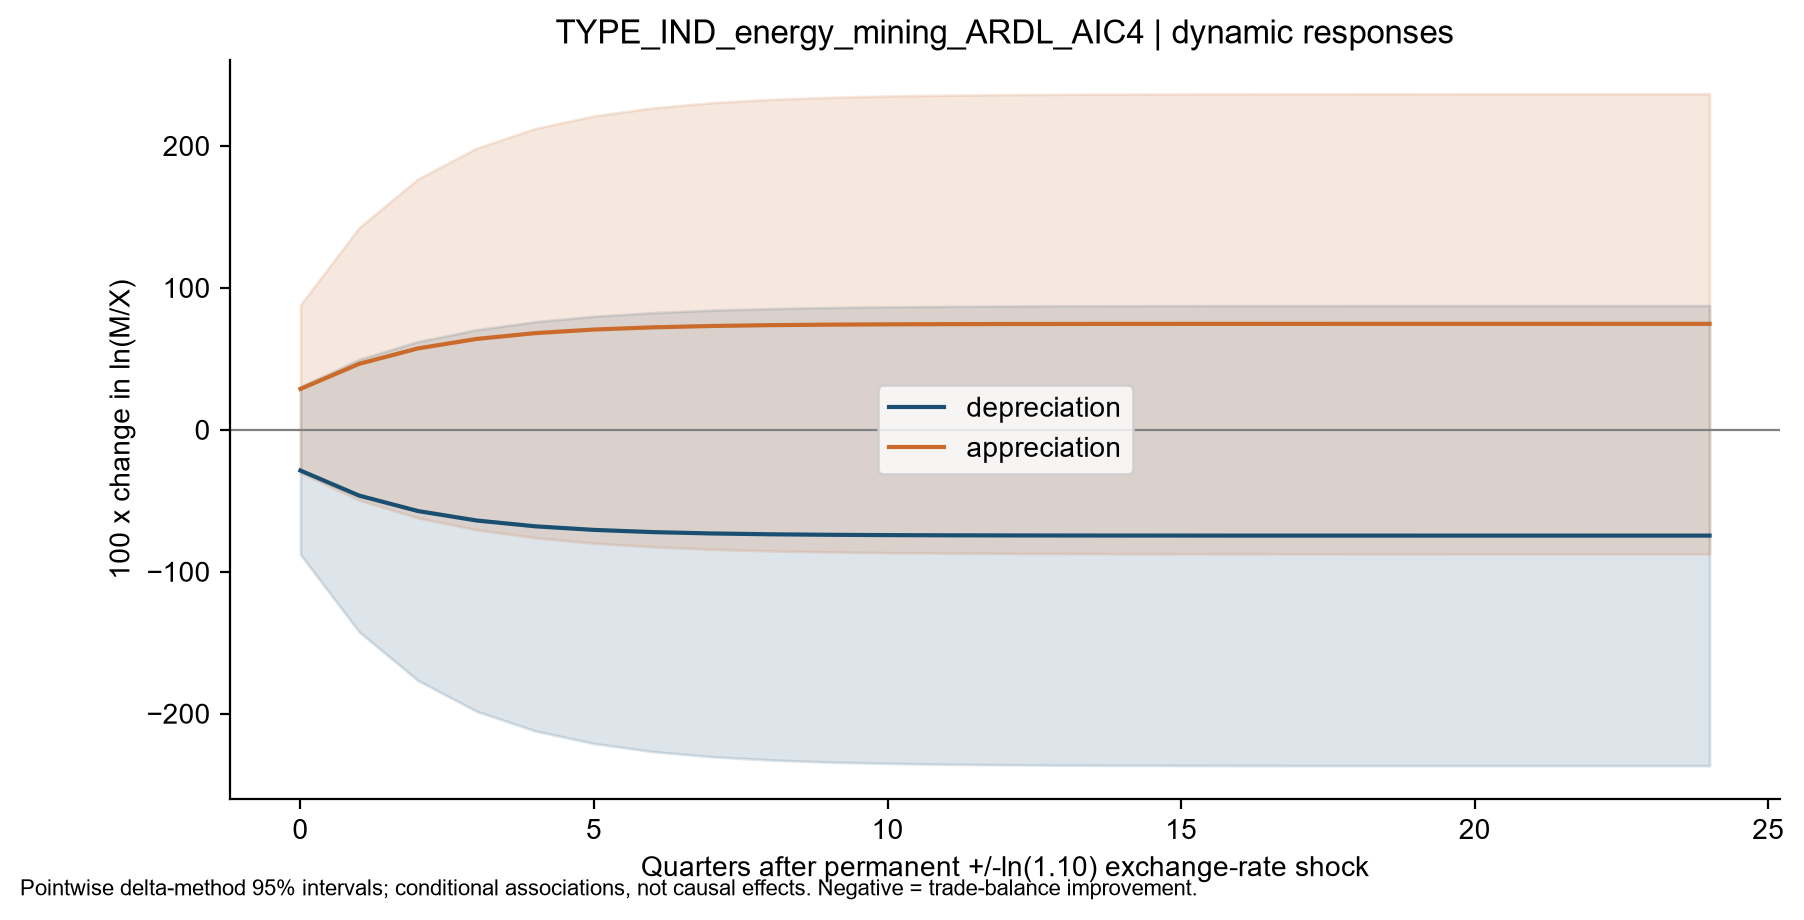 TYPE_IND_energy_mining_ARDL_AIC4 | dynamic responses
100 x change in ln(M/X)
200
100
0
−100
−200
depreciation
appreciation
0 5 10 15 20 25
Quarters after permanent +/-ln(1.10) exchange-rate shock
Pointwise delta-method 95% intervals; conditional associations, not causal effects. Negative = trade-balance improvement.